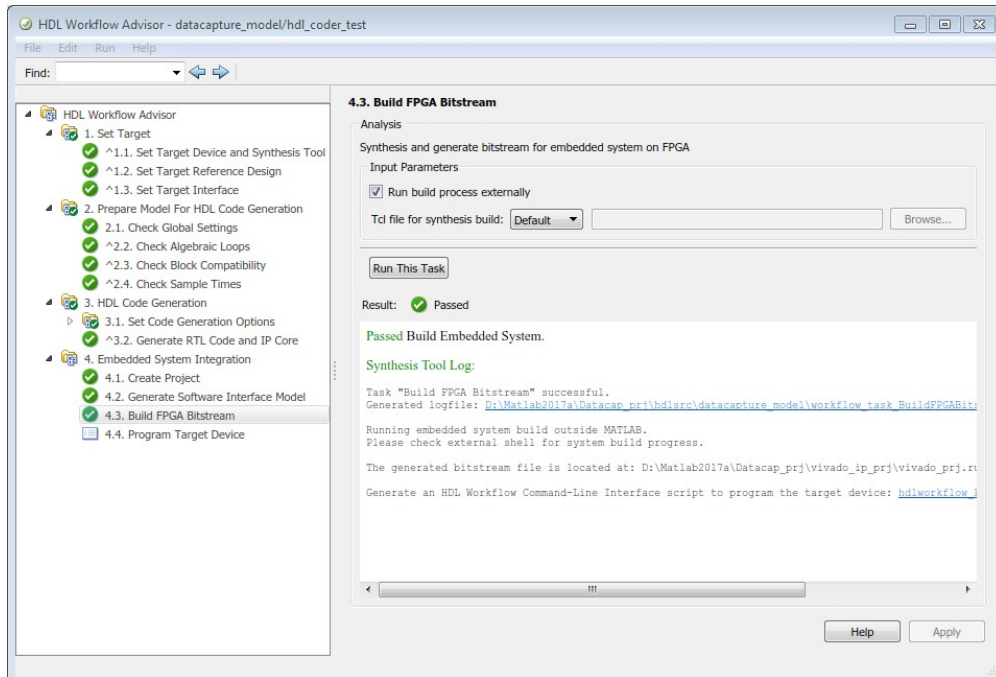 HDL Workflow Advisor - datacapture_model/hdl_coder_test
File Edit Run Help
Find:
HDL Workflow Advisor
1. Set Target
^1.1. Set Target Device and Synthesis Tool
^1.2. Set Target Reference Design
^1.3. Set Target Interface
2. Prepare Model For HDL Code Generation
2.1. Check Global Settings
^2.2. Check Algebraic Loops
^2.3. Check Block Compatibility
^2.4. Check Sample Times
3. HDL Code Generation
3.1. Set Code Generation Options
^3.2. Generate RTL Code and IP Core
4. Embedded System Integration
4.1. Create Project
4.2. Generate Software Interface Model
4.3. Build FPGA Bitstream
4.4. Program Target Device
4.3. Build FPGA Bitstream
Analysis
Synthesis and generate bitstream for embedded system on FPGA
Input Parameters
Run build process externally
Tcl file for synthesis build: Default Browse...
Run This Task
Result: Passed
Passed Build Embedded System.
Synthesis Tool Log:
Task "Build FPGA Bitstream" successful.
Generated logfile: D:\Matlab2017a\Datacap_prj\hdlsrc\datacapture_model\workflow_task_BuildFPGABits
Running embedded system build outside MATLAB.
Please check external shell for system build progress.
The generated bitstream file is located at: D:\Matlab2017a\Datacap_prj\vivado_ip_prj\vivado_prj.ru
Generate an HDL Workflow Command-Line Interface script to program the target device: hdlworkflow_
Help Apply